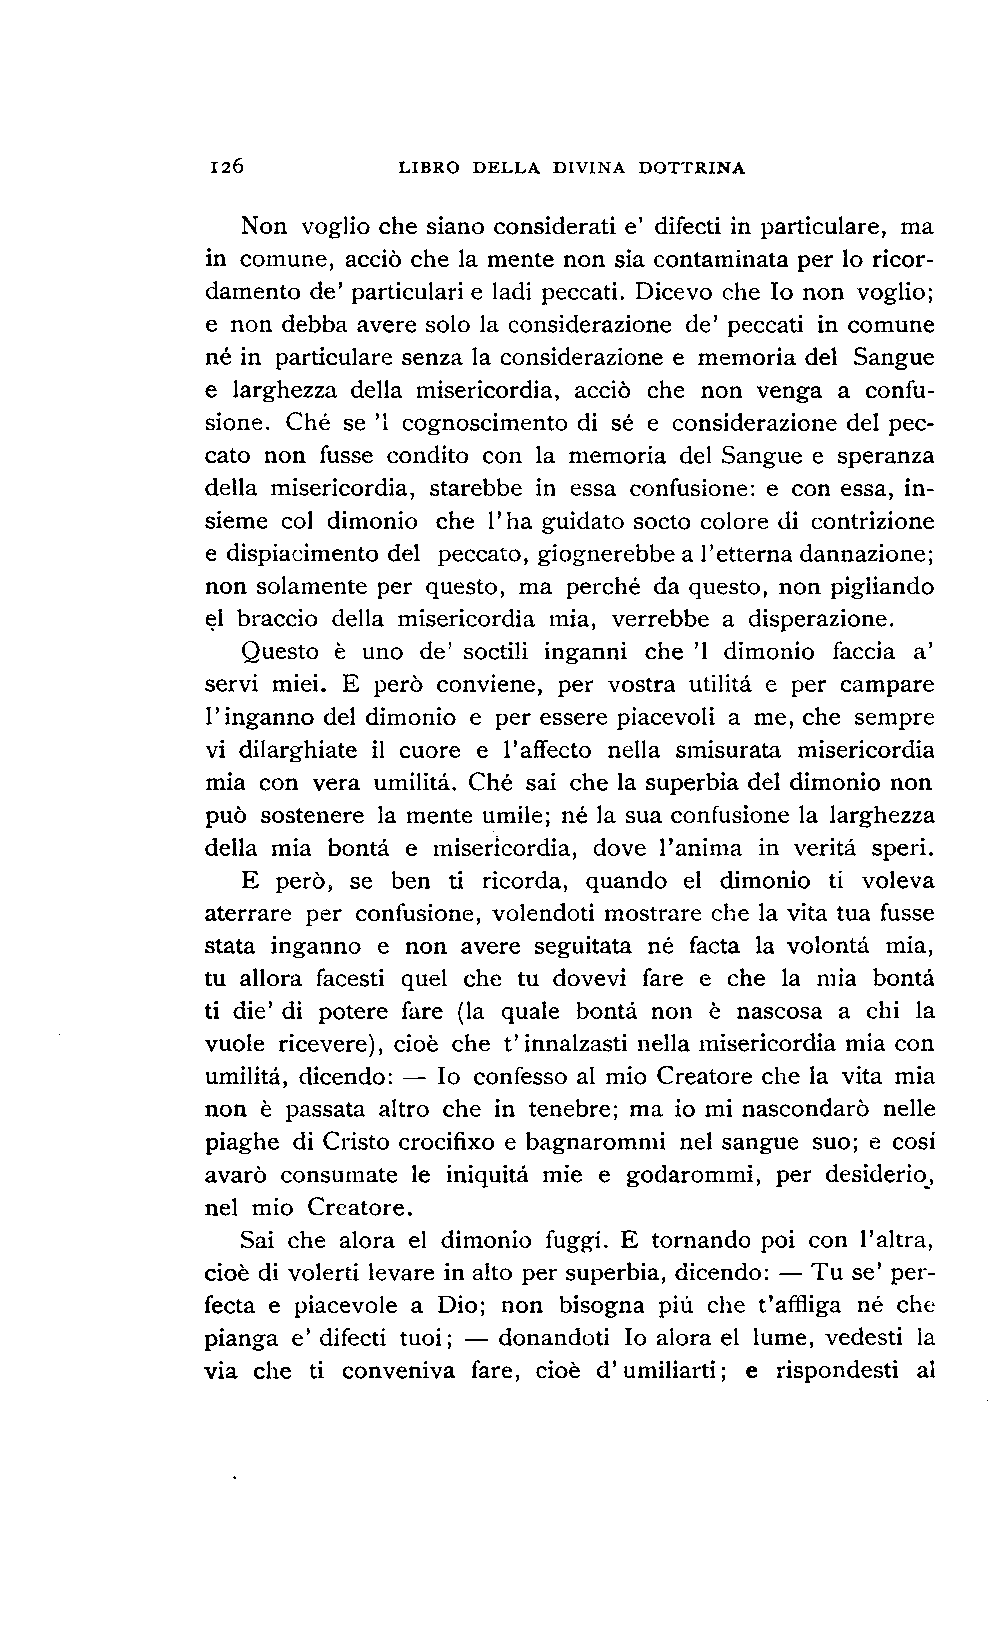 126 LIBRO DELLA DIVINA DOTTRINA
Non voglio che siano considerati e' difecti in particulare, ma
in comune, acciò che la mente non sia contaminata per lo ricor-
damento de' particulari e ladi peccati. Dicevo che Io non voglio;
e non debba avere solo la considerazione de' peccati in comune
né in particulare senza la considerazione e memoria del Sangue
e larghezza della misericordia, acciò che non venga a confu-
sione. Ché se 'l cognoscimento di sé e considerazione del pec-
cato non fusse condito con la memoria del Sangue e speranza
della misericordia, starebbe in essa confusione: e con essa, in-
sieme col dimonio che l'ha guidato socto colore di contrizione
e dispiacimento del peccato, giognerebbe a l'etterna dannazione;
non solamente per questo, ma perché da questo, non pigliando
el braccio della misericordia mia, verrebbe a disperazione.
Questo è uno de' soctili inganni che 'l dimonio faccia a'
servi miei. E però conviene, per vostra utilitá e per campare
l'inganno del dimonio e per essere piacevoli a me, che sempre
vi dilarghiate il cuore e l'affecto nella smisurata misericordia
mia con vera umilitá. Ché sai che la superbia del dimonio non
può sostenere la mente umile; né la sua confusione la larghezza
della mia bontá e misericordia, dove l'anima in veritá speri.
E però, se ben ti ricorda, quando el dimonio ti voleva
aterrare per confusione, volendoti mostrare che la vita tua fusse
stata inganno e non avere seguitata né facta la volontá mia,
tu allora facesti quel che tu dovevi fare e che la mia bontá
ti die' di potere fare (la quale bontá non è nascosa a chi la
vuole ricevere), cioè che t'innalzasti nella misericordia mia con
umilitá, dicendo: — Io confesso al mio Creatore che la vita mia
non è passata altro che in tenebre; ma io mi nascondarò nelle
piaghe di Cristo crocifixo e bagnarommi nel sangue suo; e cosí
avarò consumate le iniquitá mie e godarommi, per desiderio,
nel mio Creatore.
Sai che alora el dimonio fuggí. E tornando poi con l'altra,
cioè di volerti levare in alto per superbia, dicendo: — Tu se' per-
fecta e piacevole a Dio; non bisogna piú che t'affliga né che
pianga e' difecti tuoi; — donandoti Io alora el lume, vedesti la
via che ti conveniva fare, cioè d'umiliarti; e rispondesti al